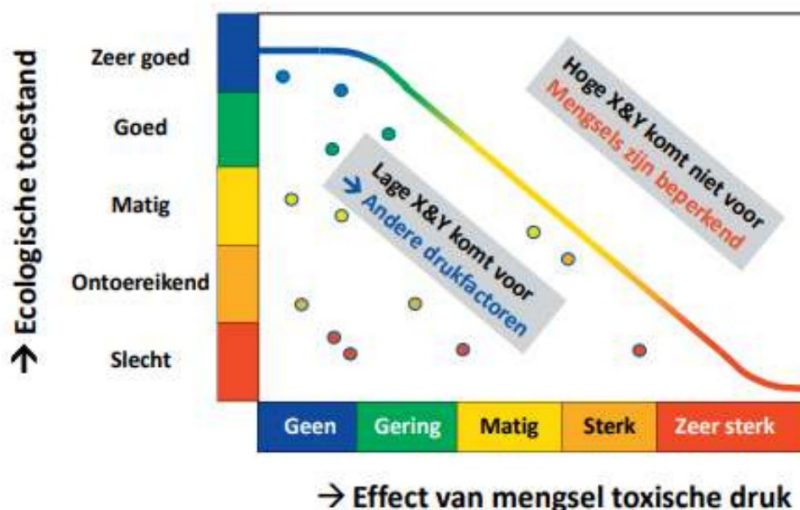 → Ecologische toestand
Zeer goed
Goed
Matig
Ontoereikend
Slecht
Hoge X&Y komt niet voor
Mengsels zijn beperkend
Lage X&Y komt voor
→ Andere drukfactoren
Geen
Gering
Matig
Sterk
Zeer sterk
→ Effect van mengsel toxische druk